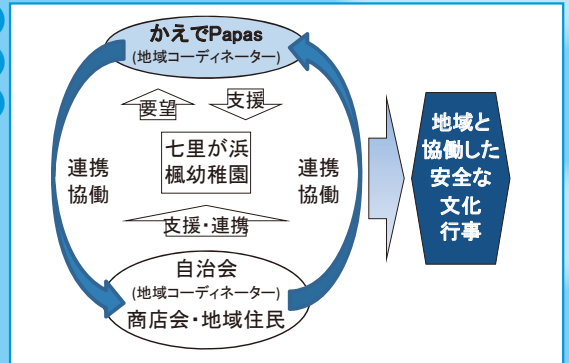 かえでPapas
(地域コーディネーター)
要望
支援
七里が浜
楓幼稚園
連携
協働
連携
協働
支援・連携
自治会
(地域コーディネーター)
商店会・地域住民
地域と
協働した
安全な
文化
行事